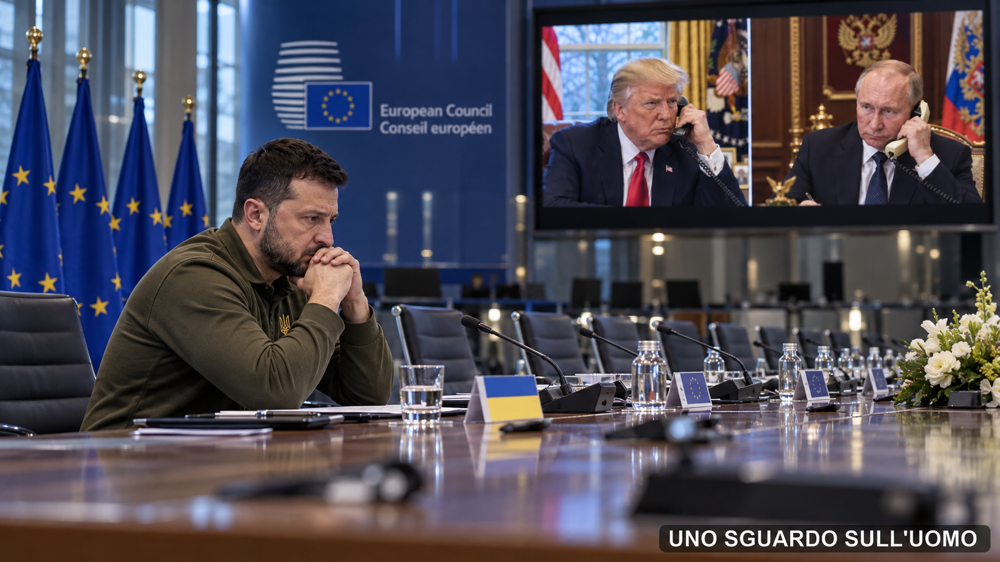 European Council
Conseil européen
UNO SGUARDO SULL'UOMO